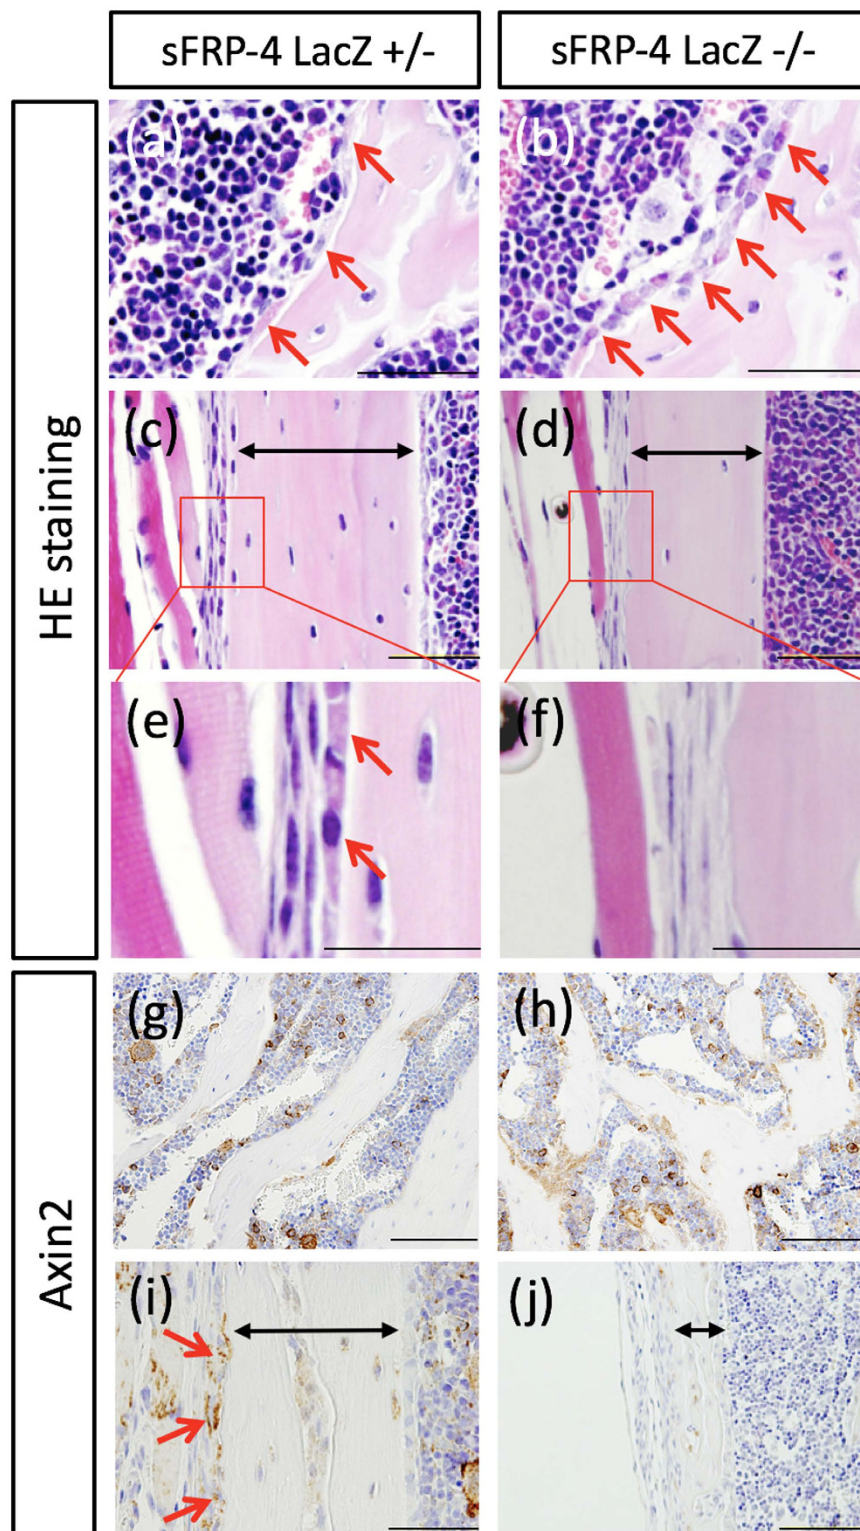 sFRP-4 LacZ +/-
sFRP-4 LacZ -/-
HE staining
(a)
(b)
(c)
(d)
(e)
(f)
Axin2
(g)
(h)
(i)
(j)